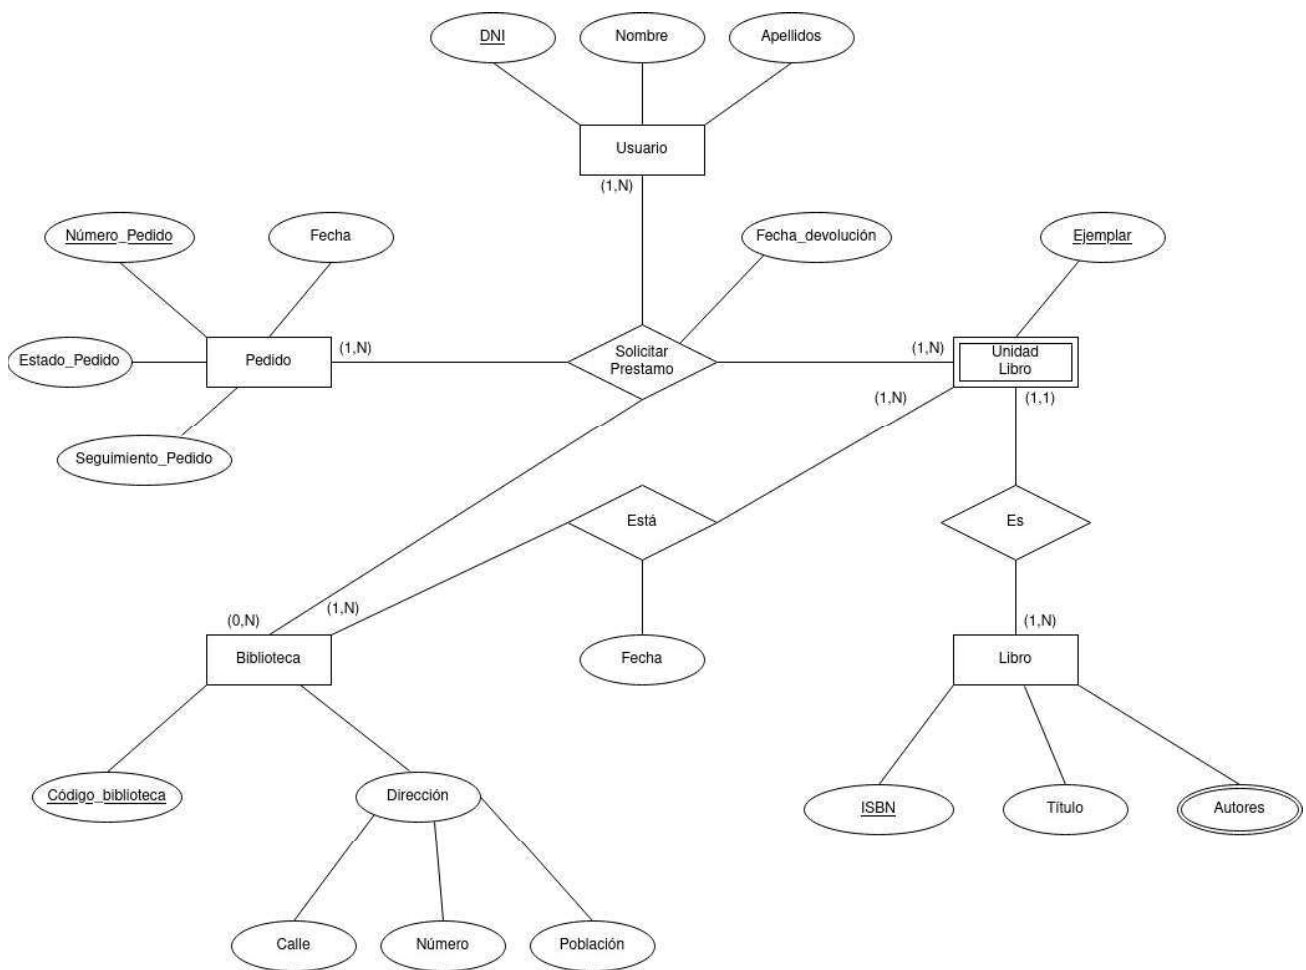 DNI
Nombre
Apellidos
Usuario
(1,N)
Número_Pedido
Fecha
Fecha_devolución
Ejemplar
Estado_Pedido
Pedido
(1,N)
Solicitar
Prestamo
(1,N)
Unidad
Libro
(1,N)
(1,1)
Seguimiento_Pedido
Está
Es
(0,N)
(1,N)
(1,N)
Biblioteca
Fecha
Libro
Código_biblioteca
Dirección
ISBN
Título
Autores
Calle
Número
Población